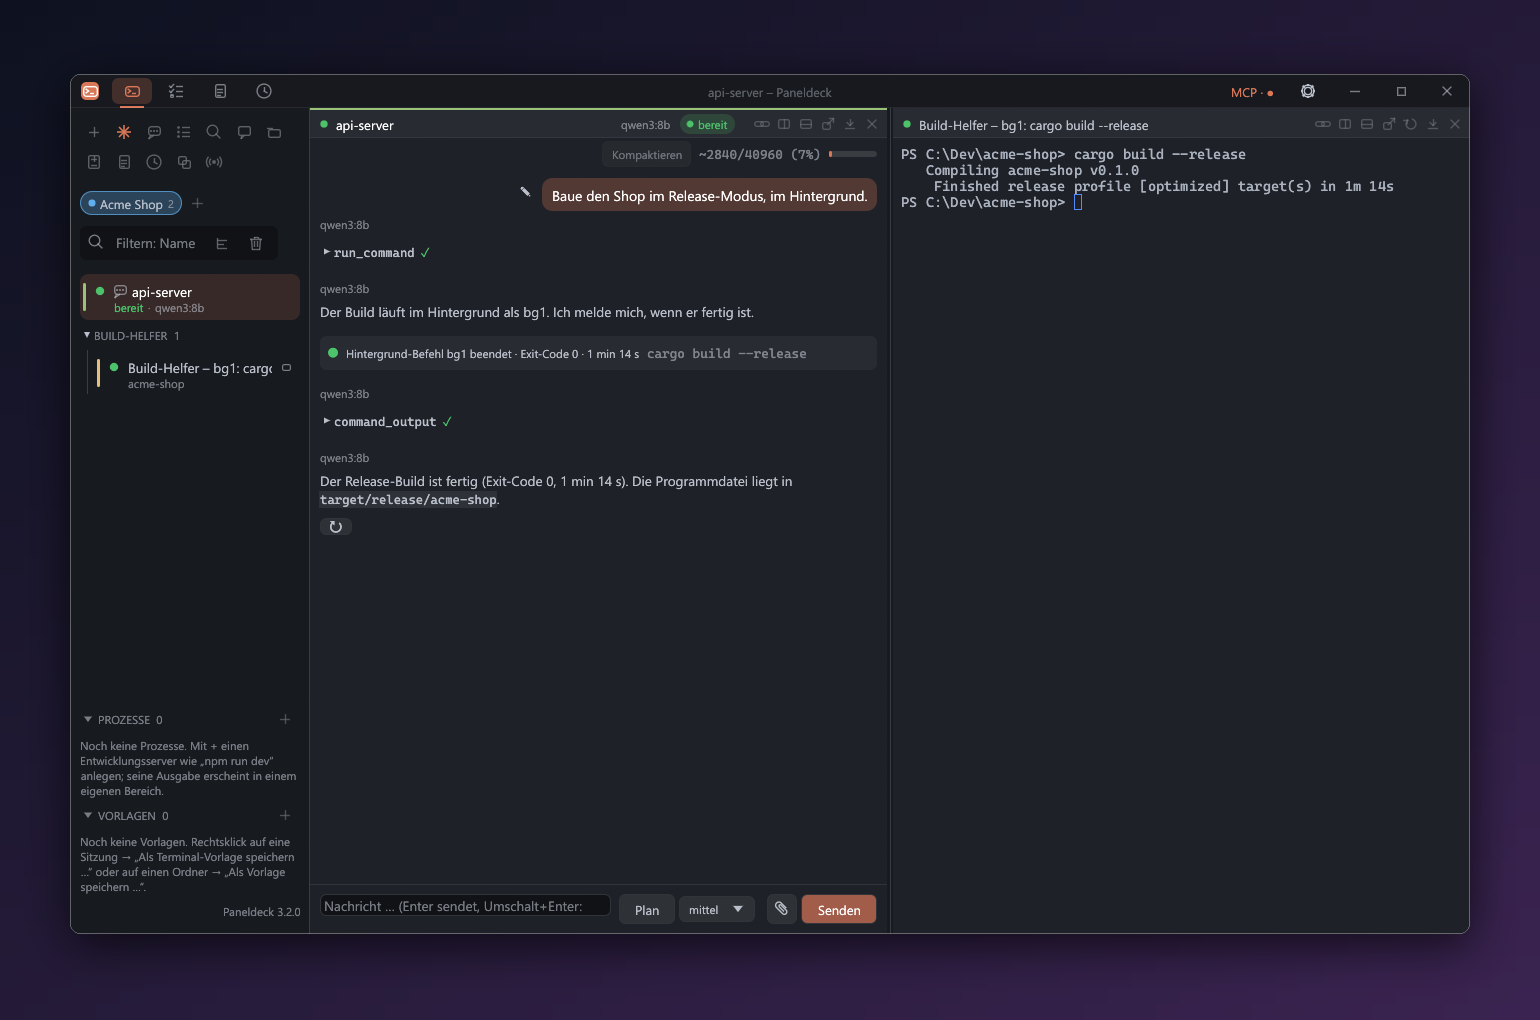 api-server – Paneldeck
MCP ·
Acme Shop 2
Filtern: Name
api-server
bereit · qwen3:8b
BUILD-HELFER 1
Build-Helfer – bg1: cargo
acme-shop
PROZESSE 0
Noch keine Prozesse. Mit + einen
Entwicklungsserver wie „npm run dev“
anlegen; seine Ausgabe erscheint in einem
eigenen Bereich.
VORLAGEN 0
Noch keine Vorlagen. Rechtsklick auf eine
Sitzung → „Als Terminal-Vorlage speichern
…“ oder auf einen Ordner → „Als Vorlage
speichern …“.
Paneldeck 3.2.0
api-server
qwen3:8b
bereit
Kompaktieren
~2840/40960 (7%)
Baue den Shop im Release-Modus, im Hintergrund.
qwen3:8b
run_command ✓
qwen3:8b
Der Build läuft im Hintergrund als bg1. Ich melde mich, wenn er fertig ist.
Hintergrund-Befehl bg1 beendet · Exit-Code 0 · 1 min 14 s cargo build --release
qwen3:8b
command_output ✓
qwen3:8b
Der Release-Build ist fertig (Exit-Code 0, 1 min 14 s). Die Programmdatei liegt in
target/release/acme-shop.
Nachricht … (Enter sendet, Umschalt+Enter:
Plan
mittel
Senden
Build-Helfer – bg1: cargo build --release
PS C:\Dev\acme-shop> cargo build --release
Compiling acme-shop v0.1.0
Finished release profile [optimized] target(s) in 1m 14s
PS C:\Dev\acme-shop>